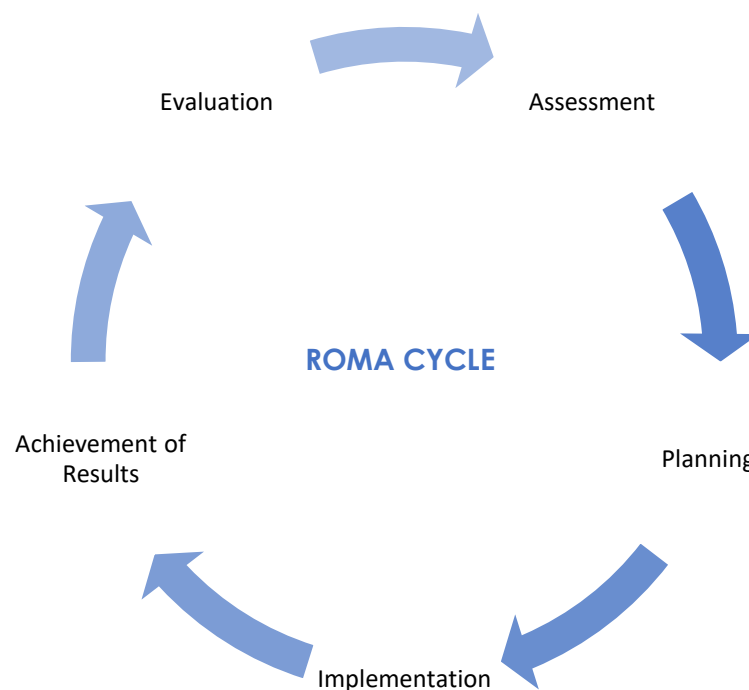 Evaluation
Assessment
ROMA CYCLE
Achievement of
Results
Planning
Implementation